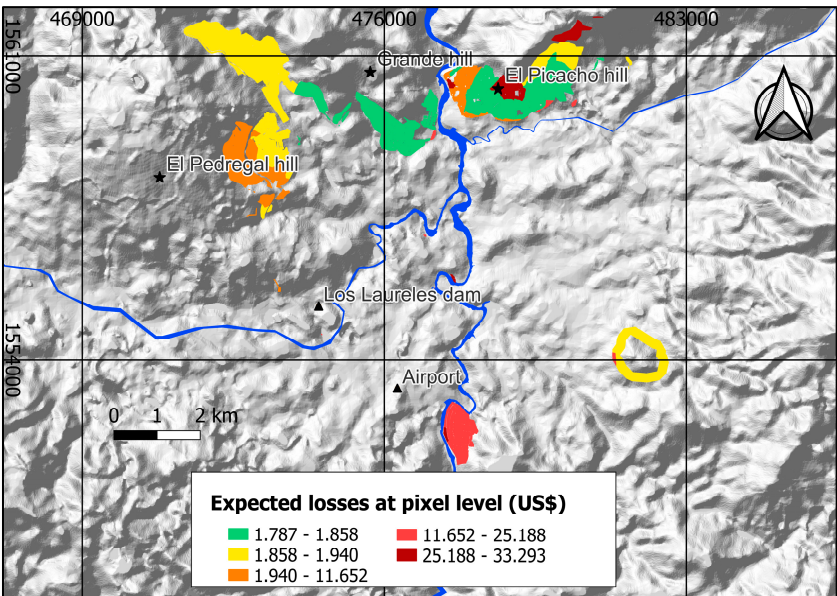 469000 476000 483000
1561000
Grande hill
El Picacho hill
El Pedregal hill
Los Laureles dam
1554000
Airport
0 1 2 km
Expected losses at pixel level (US$)
1.787 - 1.858 11.652 - 25.188
1.858 - 1.940 25.188 - 33.293
1.940 - 11.652